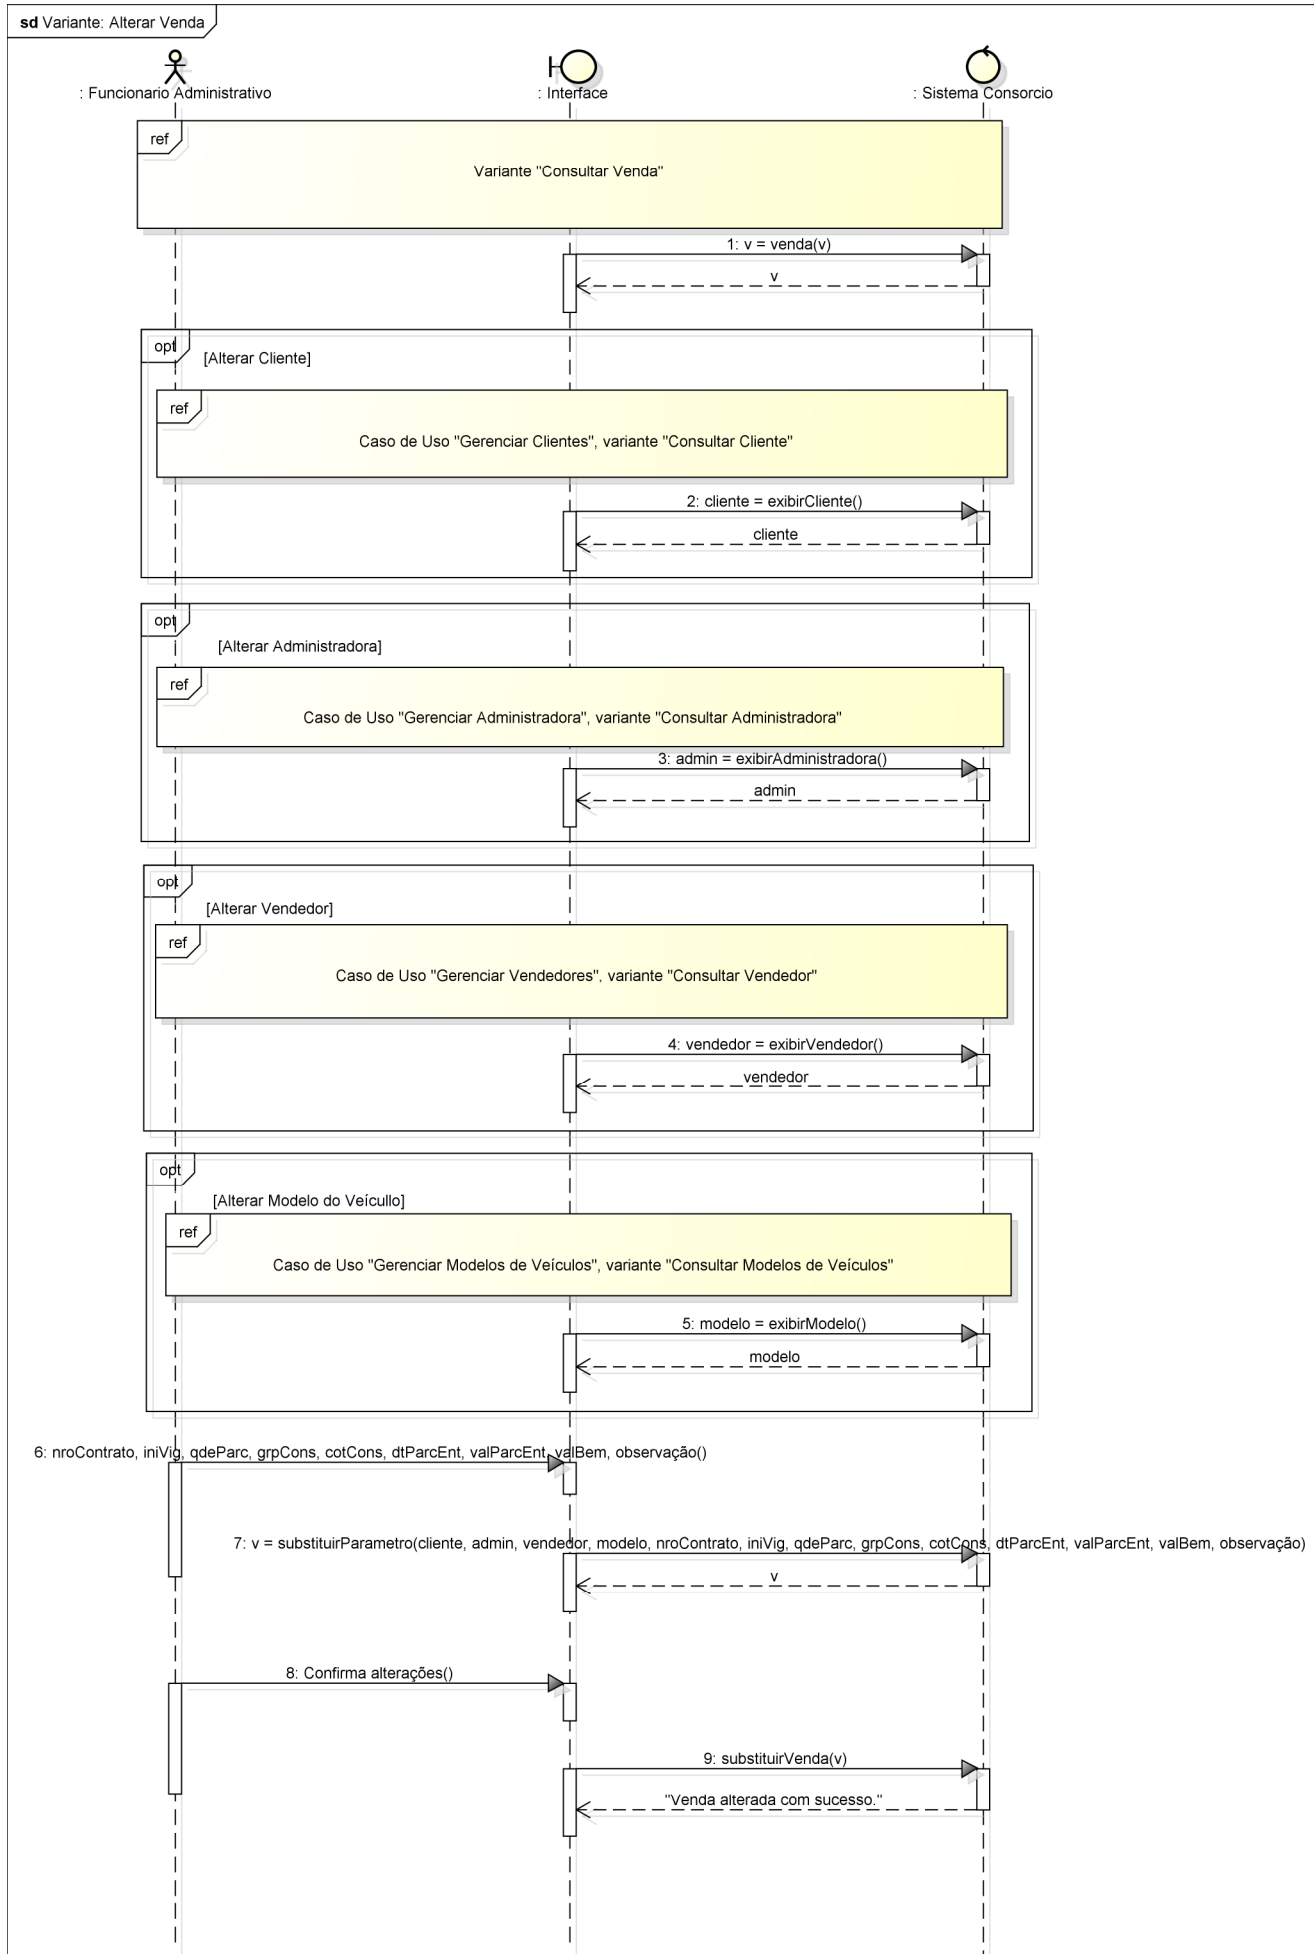 sd Variante: Alterar Venda
: Funcionario Administrativo
: Interface
: Sistema Consorcio
ref
Variante "Consultar Venda"
1: v = venda(v)
v
opt
[Alterar Cliente]
ref
Caso de Uso "Gerenciar Clientes", variante "Consultar Cliente"
2: cliente = exibirCliente()
cliente
opt
[Alterar Administradora]
ref
Caso de Uso "Gerenciar Administradora", variante "Consultar Administradora"
3: admin = exibirAdministradora()
admin
opt
[Alterar Vendedor]
ref
Caso de Uso "Gerenciar Vendedores", variante "Consultar Vendedor"
4: vendedor = exibirVendedor()
vendedor
opt
[Alterar Modelo do Veícullo]
ref
Caso de Uso "Gerenciar Modelos de Veículos", variante "Consultar Modelos de Veículos"
5: modelo = exibirModelo()
modelo
6: nroContrato, iniVig, qdeParc, grpCons, cotCons, dtParcEnt, valParcEnt, valBem, observação()
7: v = substituirParametro(cliente, admin, vendedor, modelo, nroContrato, iniVig, qdeParc, grpCons, cotCons, dtParcEnt, valParcEnt, valBem, observação)
v
8: Confirma alterações()
9: substituirVenda(v)
"Venda alterada com sucesso."